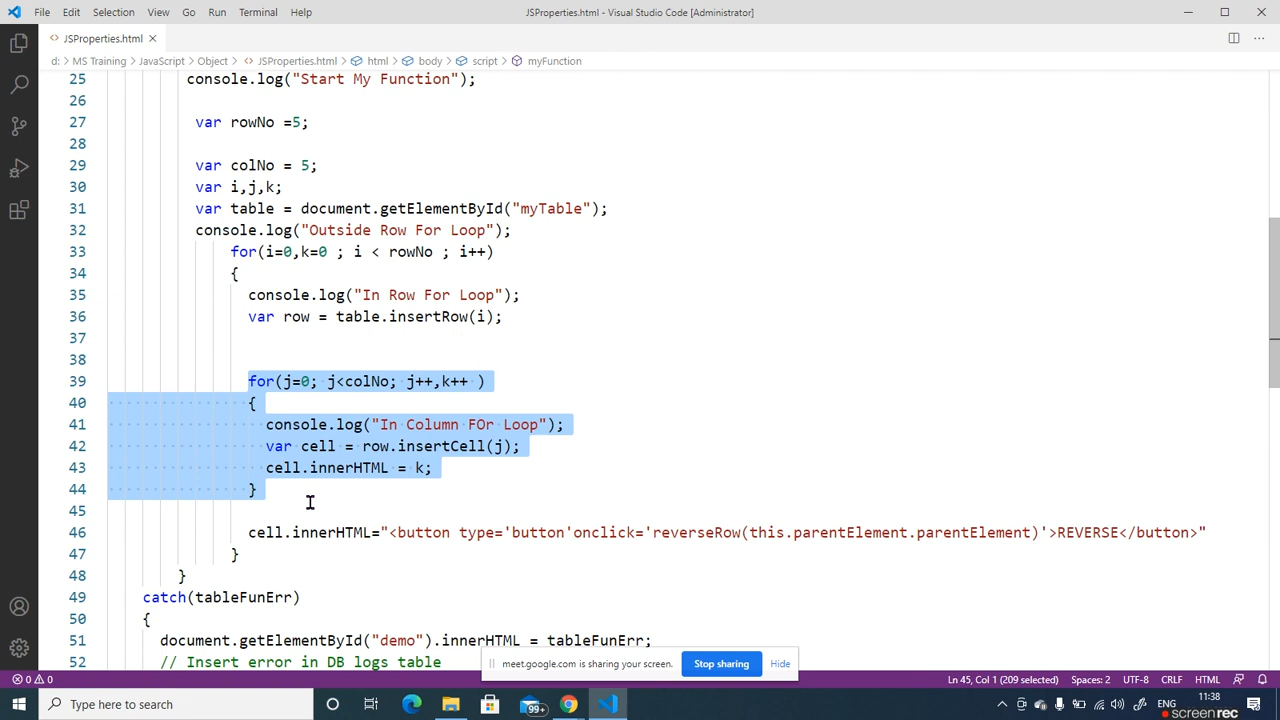 File Edit Selection View Go Run Terminal Help JSProperties.html - Visual Studio Code [Administrator]
<> JSProperties.html ×
d: > MS Training > JavaScript > Object > <> JSProperties.html > html > body > script > myFunction
25 console.log("Start My Function");
26
27 var rowNo =5;
28
29 var colNo = 5;
30 var i,j,k;
31 var table = document.getElementById("myTable");
32 console.log("Outside Row For Loop");
33 for(i=0,k=0 ; i < rowNo ; i++)
34 {
35 console.log("In Row For Loop");
36 var row = table.insertRow(i);
37
38
39 for(j=0; j<colNo; j++,k++ )
40 {
41 console.log("In Column FOr Loop");
42 var cell = row.insertCell(j);
43 cell.innerHTML = k;
44 }
45
46 cell.innerHTML="<button type='button'onclick='reverseRow(this.parentElement.parentElement)'>REVERSE</button>"
47 }
48 }
49 catch(tableFunErr)
50 {
51 document.getElementById("demo").innerHTML = tableFunErr;
52 // Insert error in DB logs table
meet.google.com is sharing your screen. Stop sharing Hide
0 0 Ln 45, Col 1 (209 selected) Spaces: 2 UTF-8 CRLF HTML
Type here to search 99+ ENG 11:38
screenrec